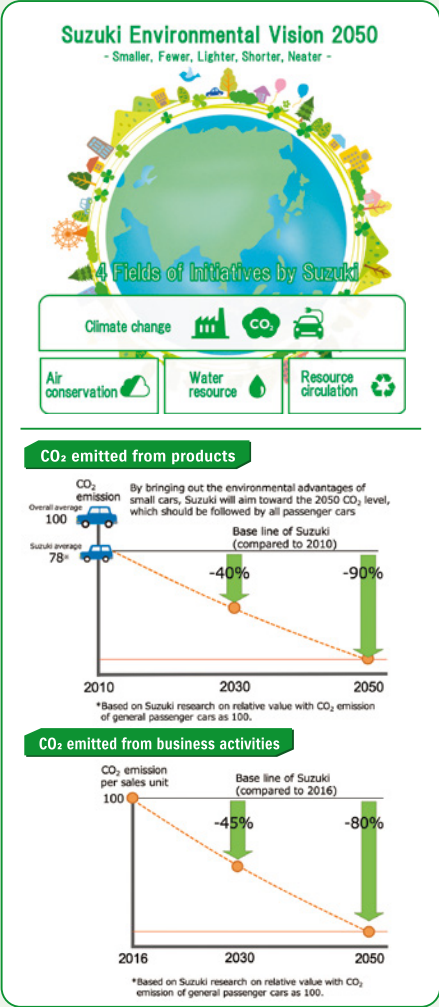 Suzuki Environmental Vision 2050
- Smaller, Fewer, Lighter, Shorter, Neater -
4 Fields of Initiatives by Suzuki
Climate change
CO₂
Air
conservation
Water
resource
Resource
circulation
CO₂ emitted from products
CO₂
emission
By bringing out the environmental advantages of
small cars, Suzuki will aim toward the 2050 CO₂ level,
which should be followed by all passenger cars
Overall average
100
Base line of Suzuki
(compared to 2010)
Suzuki average
78※
-40%
-90%
2010
2030
2050
*Based on Suzuki research on relative value with CO₂ emission
of general passenger cars as 100.
CO₂ emitted from business activities
CO₂ emission
per sales unit
Base line of Suzuki
(compared to 2016)
100
-45%
-80%
2016
2030
2050
*Based on Suzuki research on relative value with CO₂
emission of general passenger cars as 100.